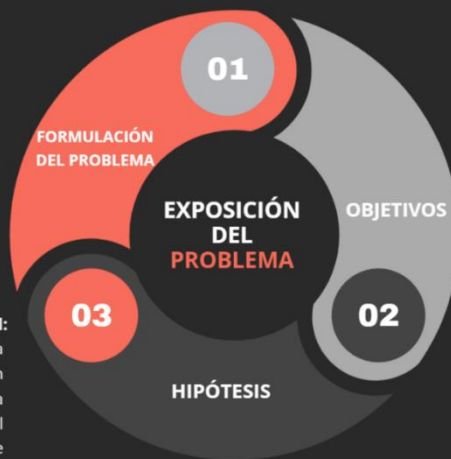 01
FORMULACIÓN
DEL PROBLEMA
EXPOSICIÓN
DEL
PROBLEMA
OBJETIVOS
02
03
HIPÓTESIS